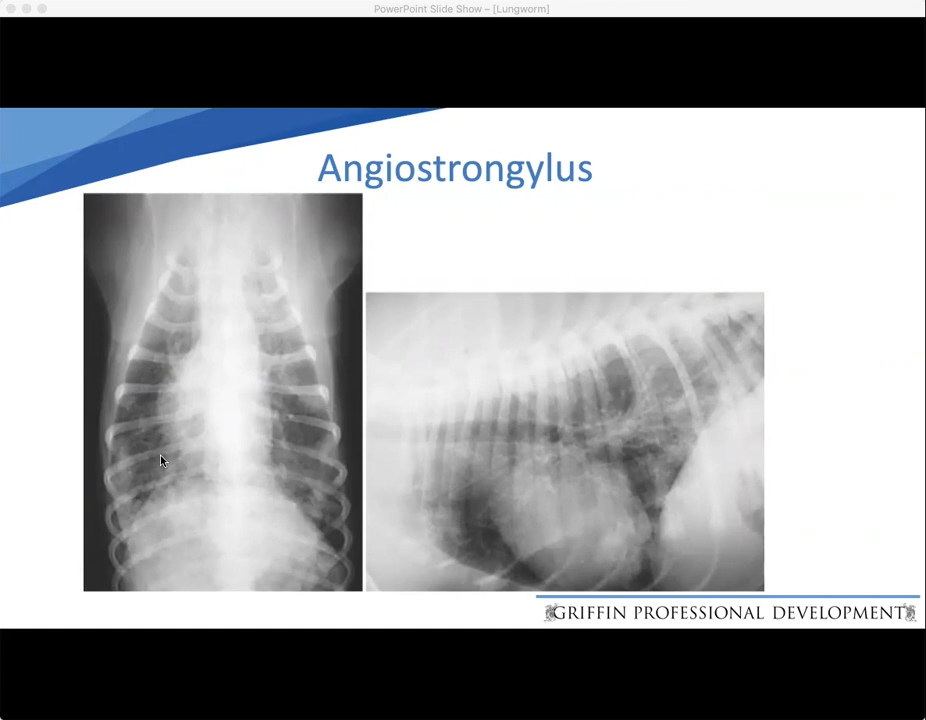 PowerPoint Slide Show – [Lungworm]
Angiostrongylus
GRIFFIN PROFESSIONAL DEVELOPMENT